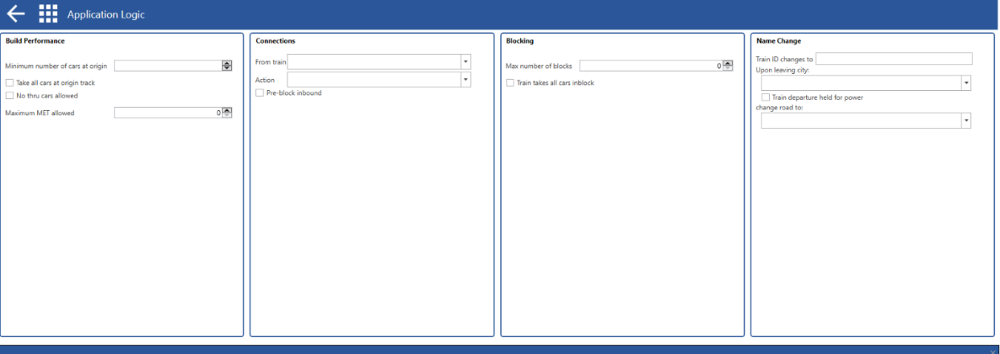 Application Logic
Build Performance
Minimum number of cars at origin
Take all cars at origin track
No thru cars allowed
Maximum MET allowed 0
Connections
From train
Action
Pre-block inbound
Blocking
Max number of blocks 0
Train takes all cars inblock
Name Change
Train ID changes to
Upon leaving city:
Train departure held for power
change road to: